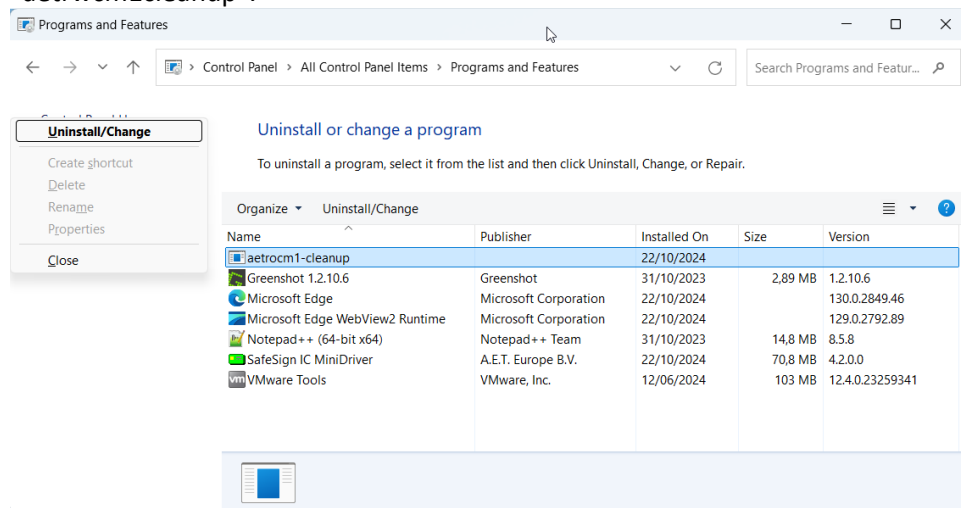 Programs and Features
Control Panel > All Control Panel Items > Programs and Features
Search Program and Featur...
Uninstall/Change
Create shortcut
Delete
Rename
Properties
Close
Uninstall or change a program
To uninstall a program, select it from the list and then click Uninstall, Change, or Repair.
Organize Uninstall/Change
Name Publisher Installed On Size Version
aetrocm1-cleanup 22/10/2024
Greenshot 1.2.10.6 Greenshot 31/10/2023 2,89 MB 1.2.10.6
Microsoft Edge Microsoft Corporation 22/10/2024 130.0.2849.46
Microsoft Edge WebView2 Runtime Microsoft Corporation 22/10/2024 129.0.2792.89
Notepad++ (64-bit x64) Notepad++ Team 31/10/2023 14,8 MB 8.5.8
SafeSign IC MiniDriver A.E.T. Europe B.V. 22/10/2024 70,8 MB 4.2.0.0
vm VMware Tools VMware, Inc. 12/06/2024 103 MB 12.4.0.23259341